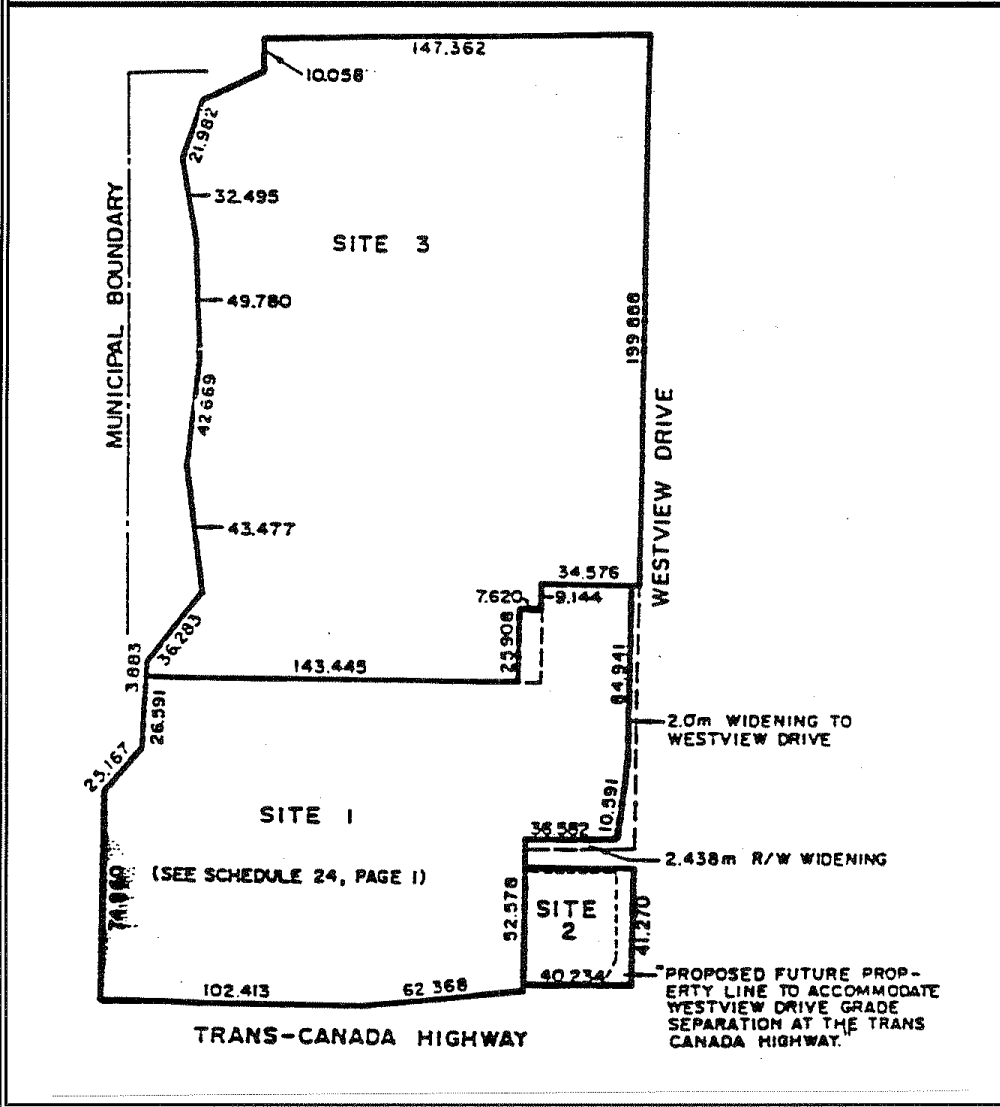 147.362
10.058
21.982
32.495
MUNICIPAL BOUNDARY
SITE 3
49.780
199.888
42.669
WESTVIEW DRIVE
43.477
34.576
7.620
9.144
36.283
25.908
3.883
143.445
84.941
26.591
2.0m WIDENING TO
WESTVIEW DRIVE
25.167
SITE 1
10.591
36.582
2.438m R/W WIDENING
(SEE SCHEDULE 24, PAGE 1)
52.578
SITE
2
41.270
40.234
"PROPOSED FUTURE PROP-
ERTY LINE TO ACCOMMODATE
WESTVIEW DRIVE GRADE
SEPARATION AT THE TRANS
CANADA HIGHWAY."
102.413
62.368
TRANS-CANADA HIGHWAY